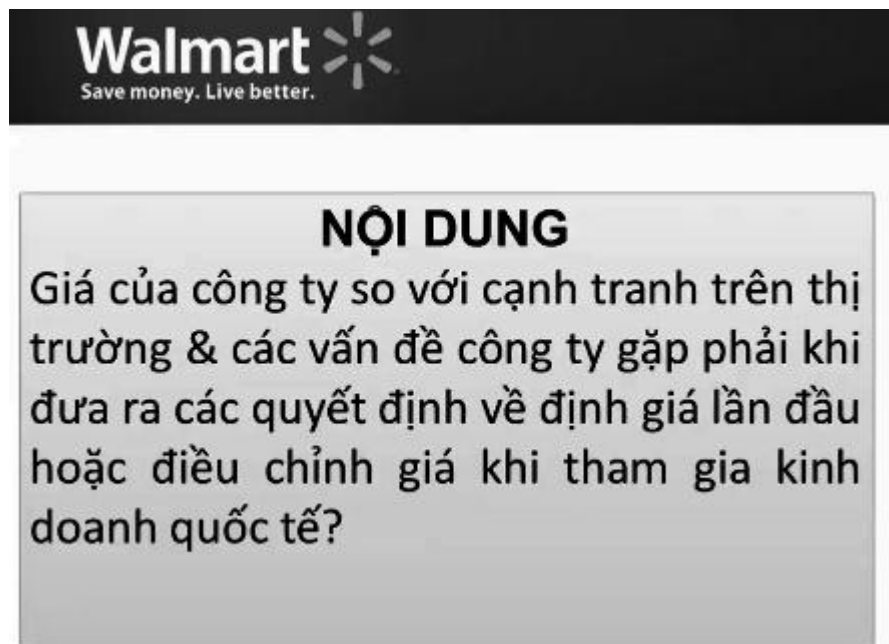 Walmart
Save money. Live better.
NỘI DUNG
Giá của công ty so với cạnh tranh trên thị
trường & các vấn đề công ty gặp phải khi
đưa ra các quyết định về định giá lần đầu
hoặc điều chỉnh giá khi tham gia kinh
doanh quốc tế?